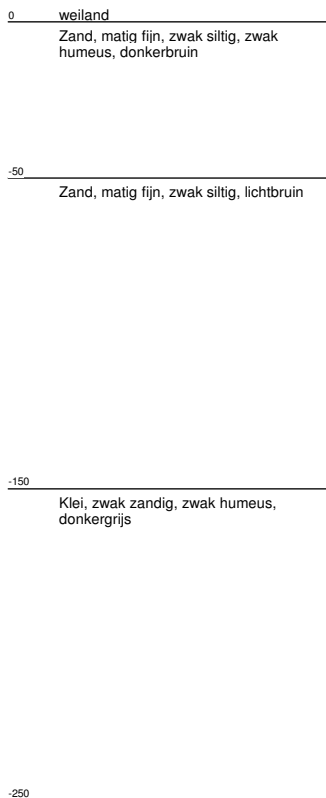 0 weiland
Zand, matig fijn, zwak siltig, zwak
humeus, donkerbruin
-50
Zand, matig fijn, zwak siltig, lichtbruin
-150
Klei, zwak zandig, zwak humeus,
donkergrijs
-250